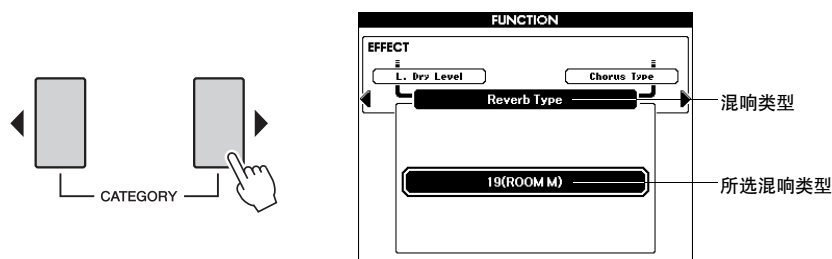 FUNCTION
EFFECT
L. Dry Level
Chorus Type
Reverb Type
混响类型
19(ROOM M)
所选混响类型
CATEGORY